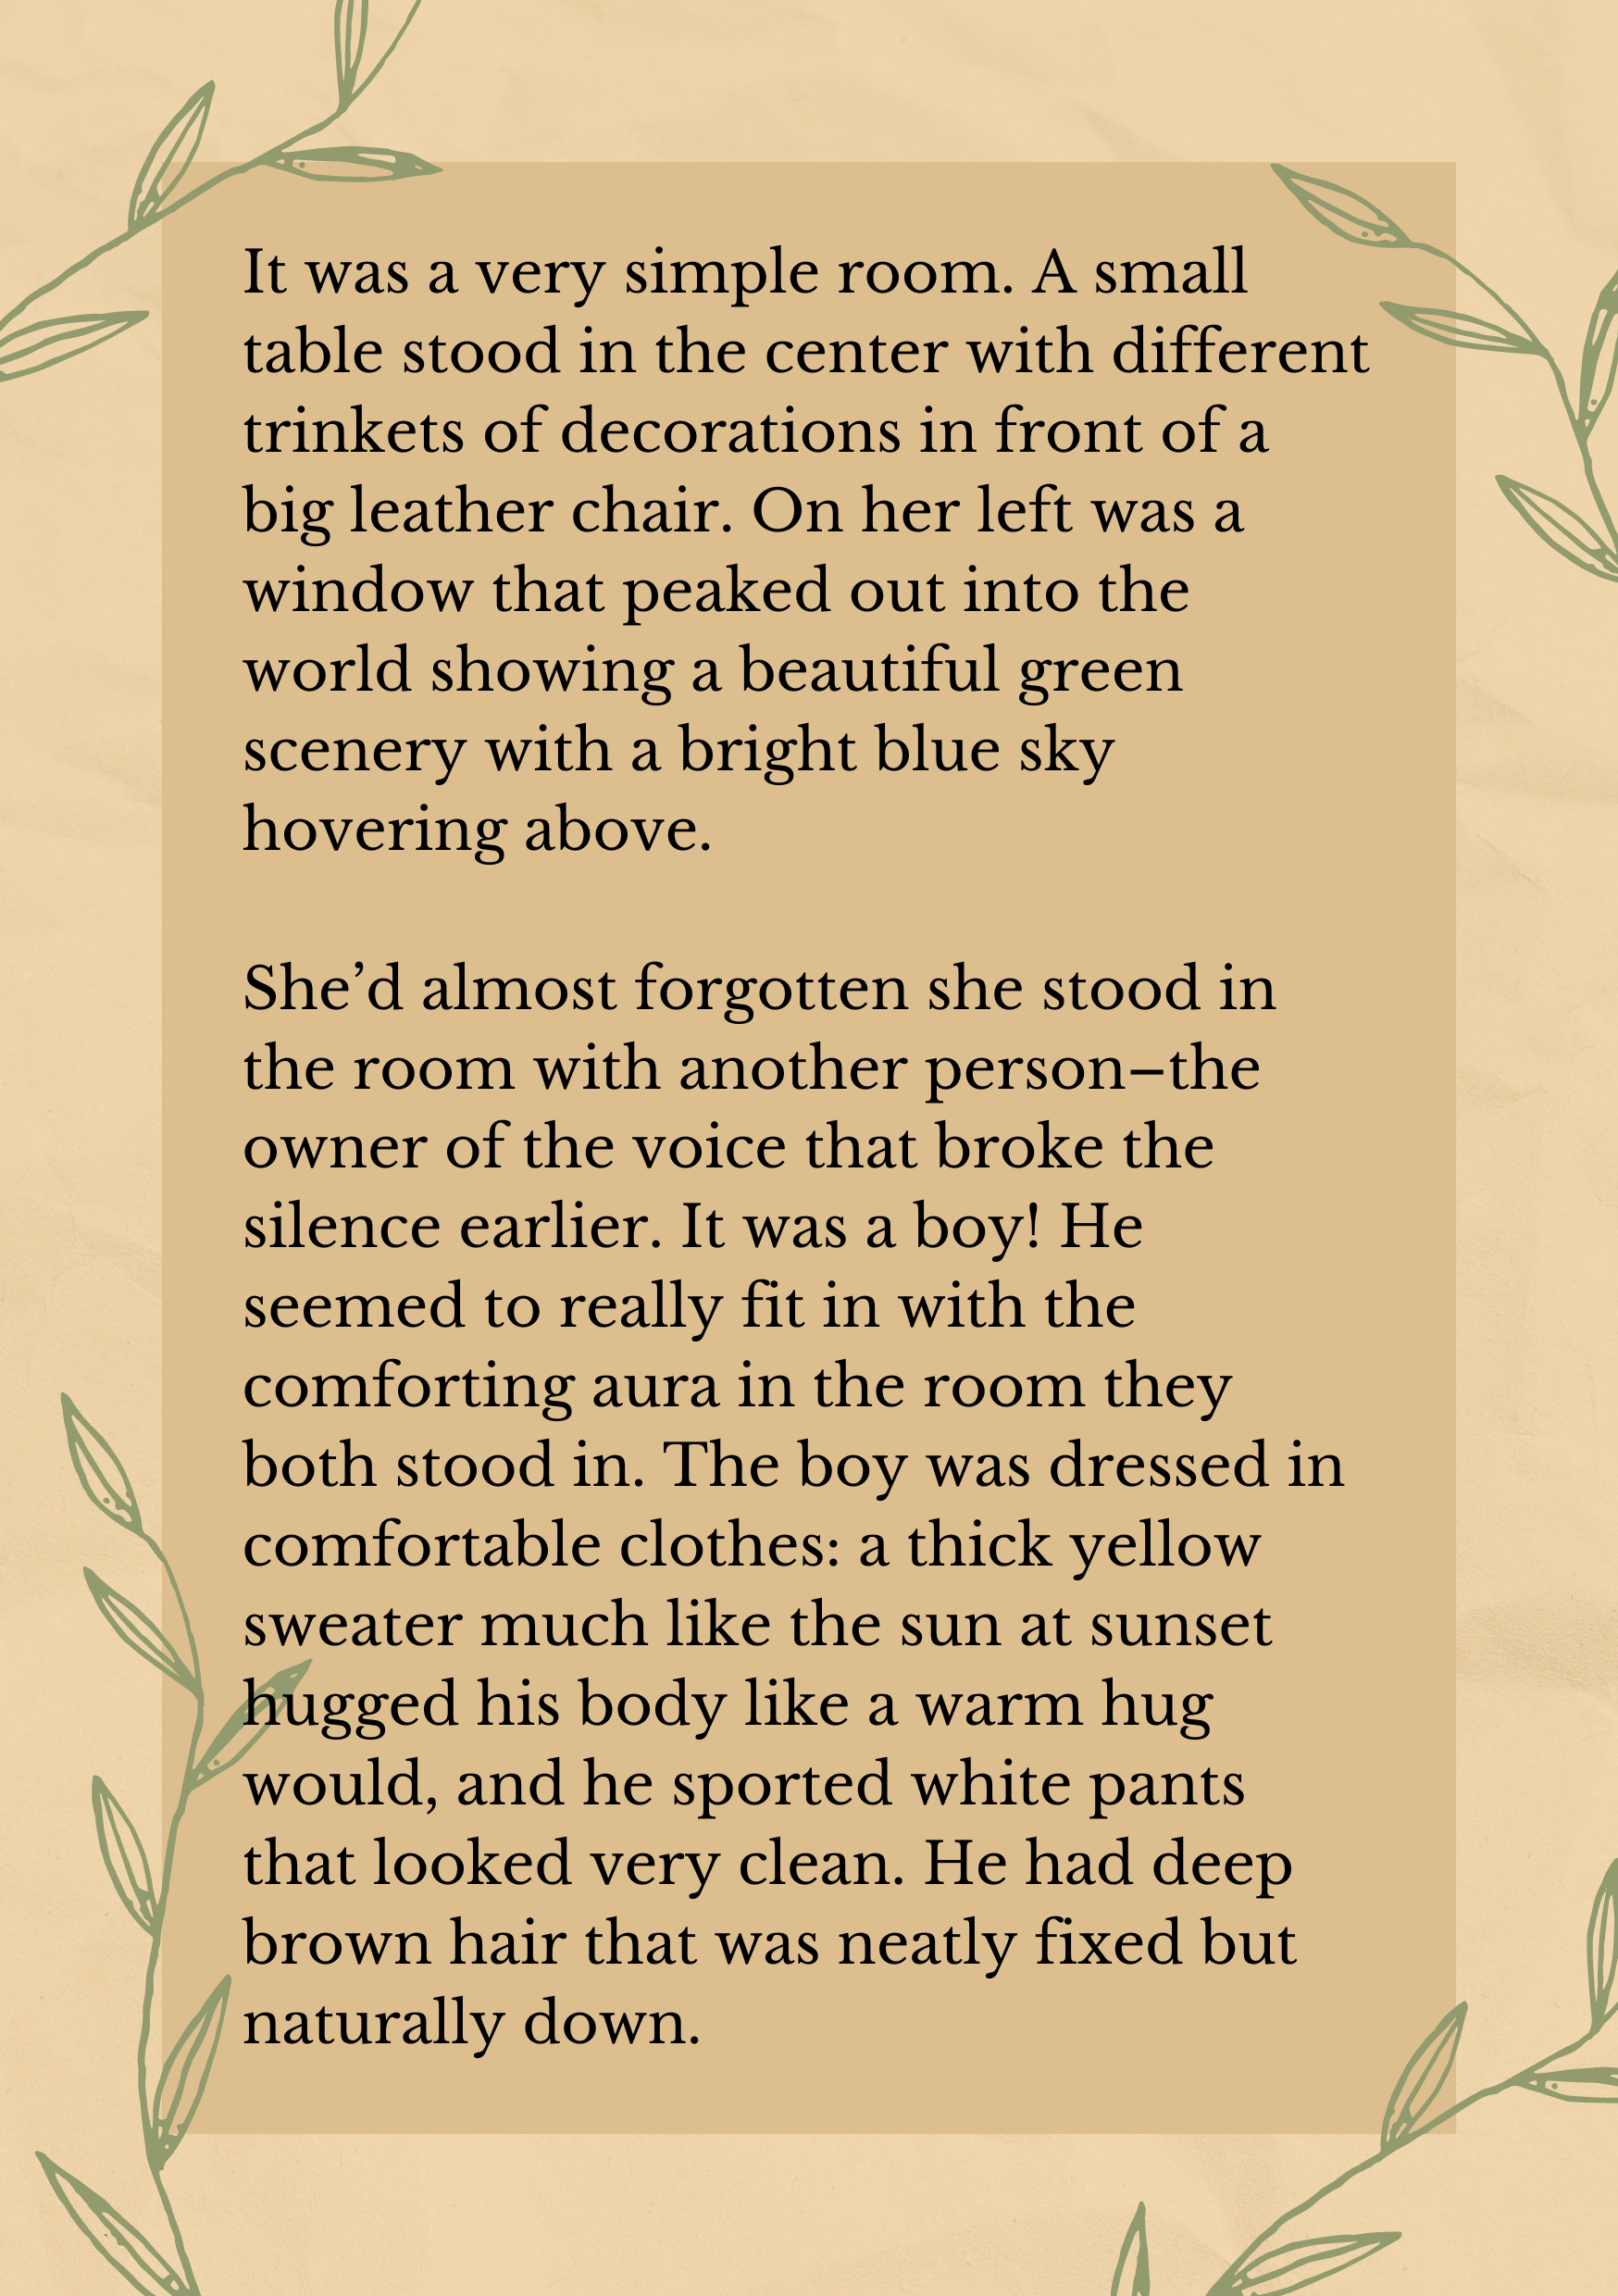 It was a very simple room. A small
table stood in the center with different
trinkets of decorations in front of a
big leather chair. On her left was a
window that peaked out into the
world showing a beautiful green
scenery with a bright blue sky
hovering above.
She’d almost forgotten she stood in
the room with another person–the
owner of the voice that broke the
silence earlier. It was a boy! He
seemed to really fit in with the
comforting aura in the room they
both stood in. The boy was dressed in
comfortable clothes: a thick yellow
sweater much like the sun at sunset
hugged his body like a warm hug
would, and he sported white pants
that looked very clean. He had deep
brown hair that was neatly fixed but
naturally down.